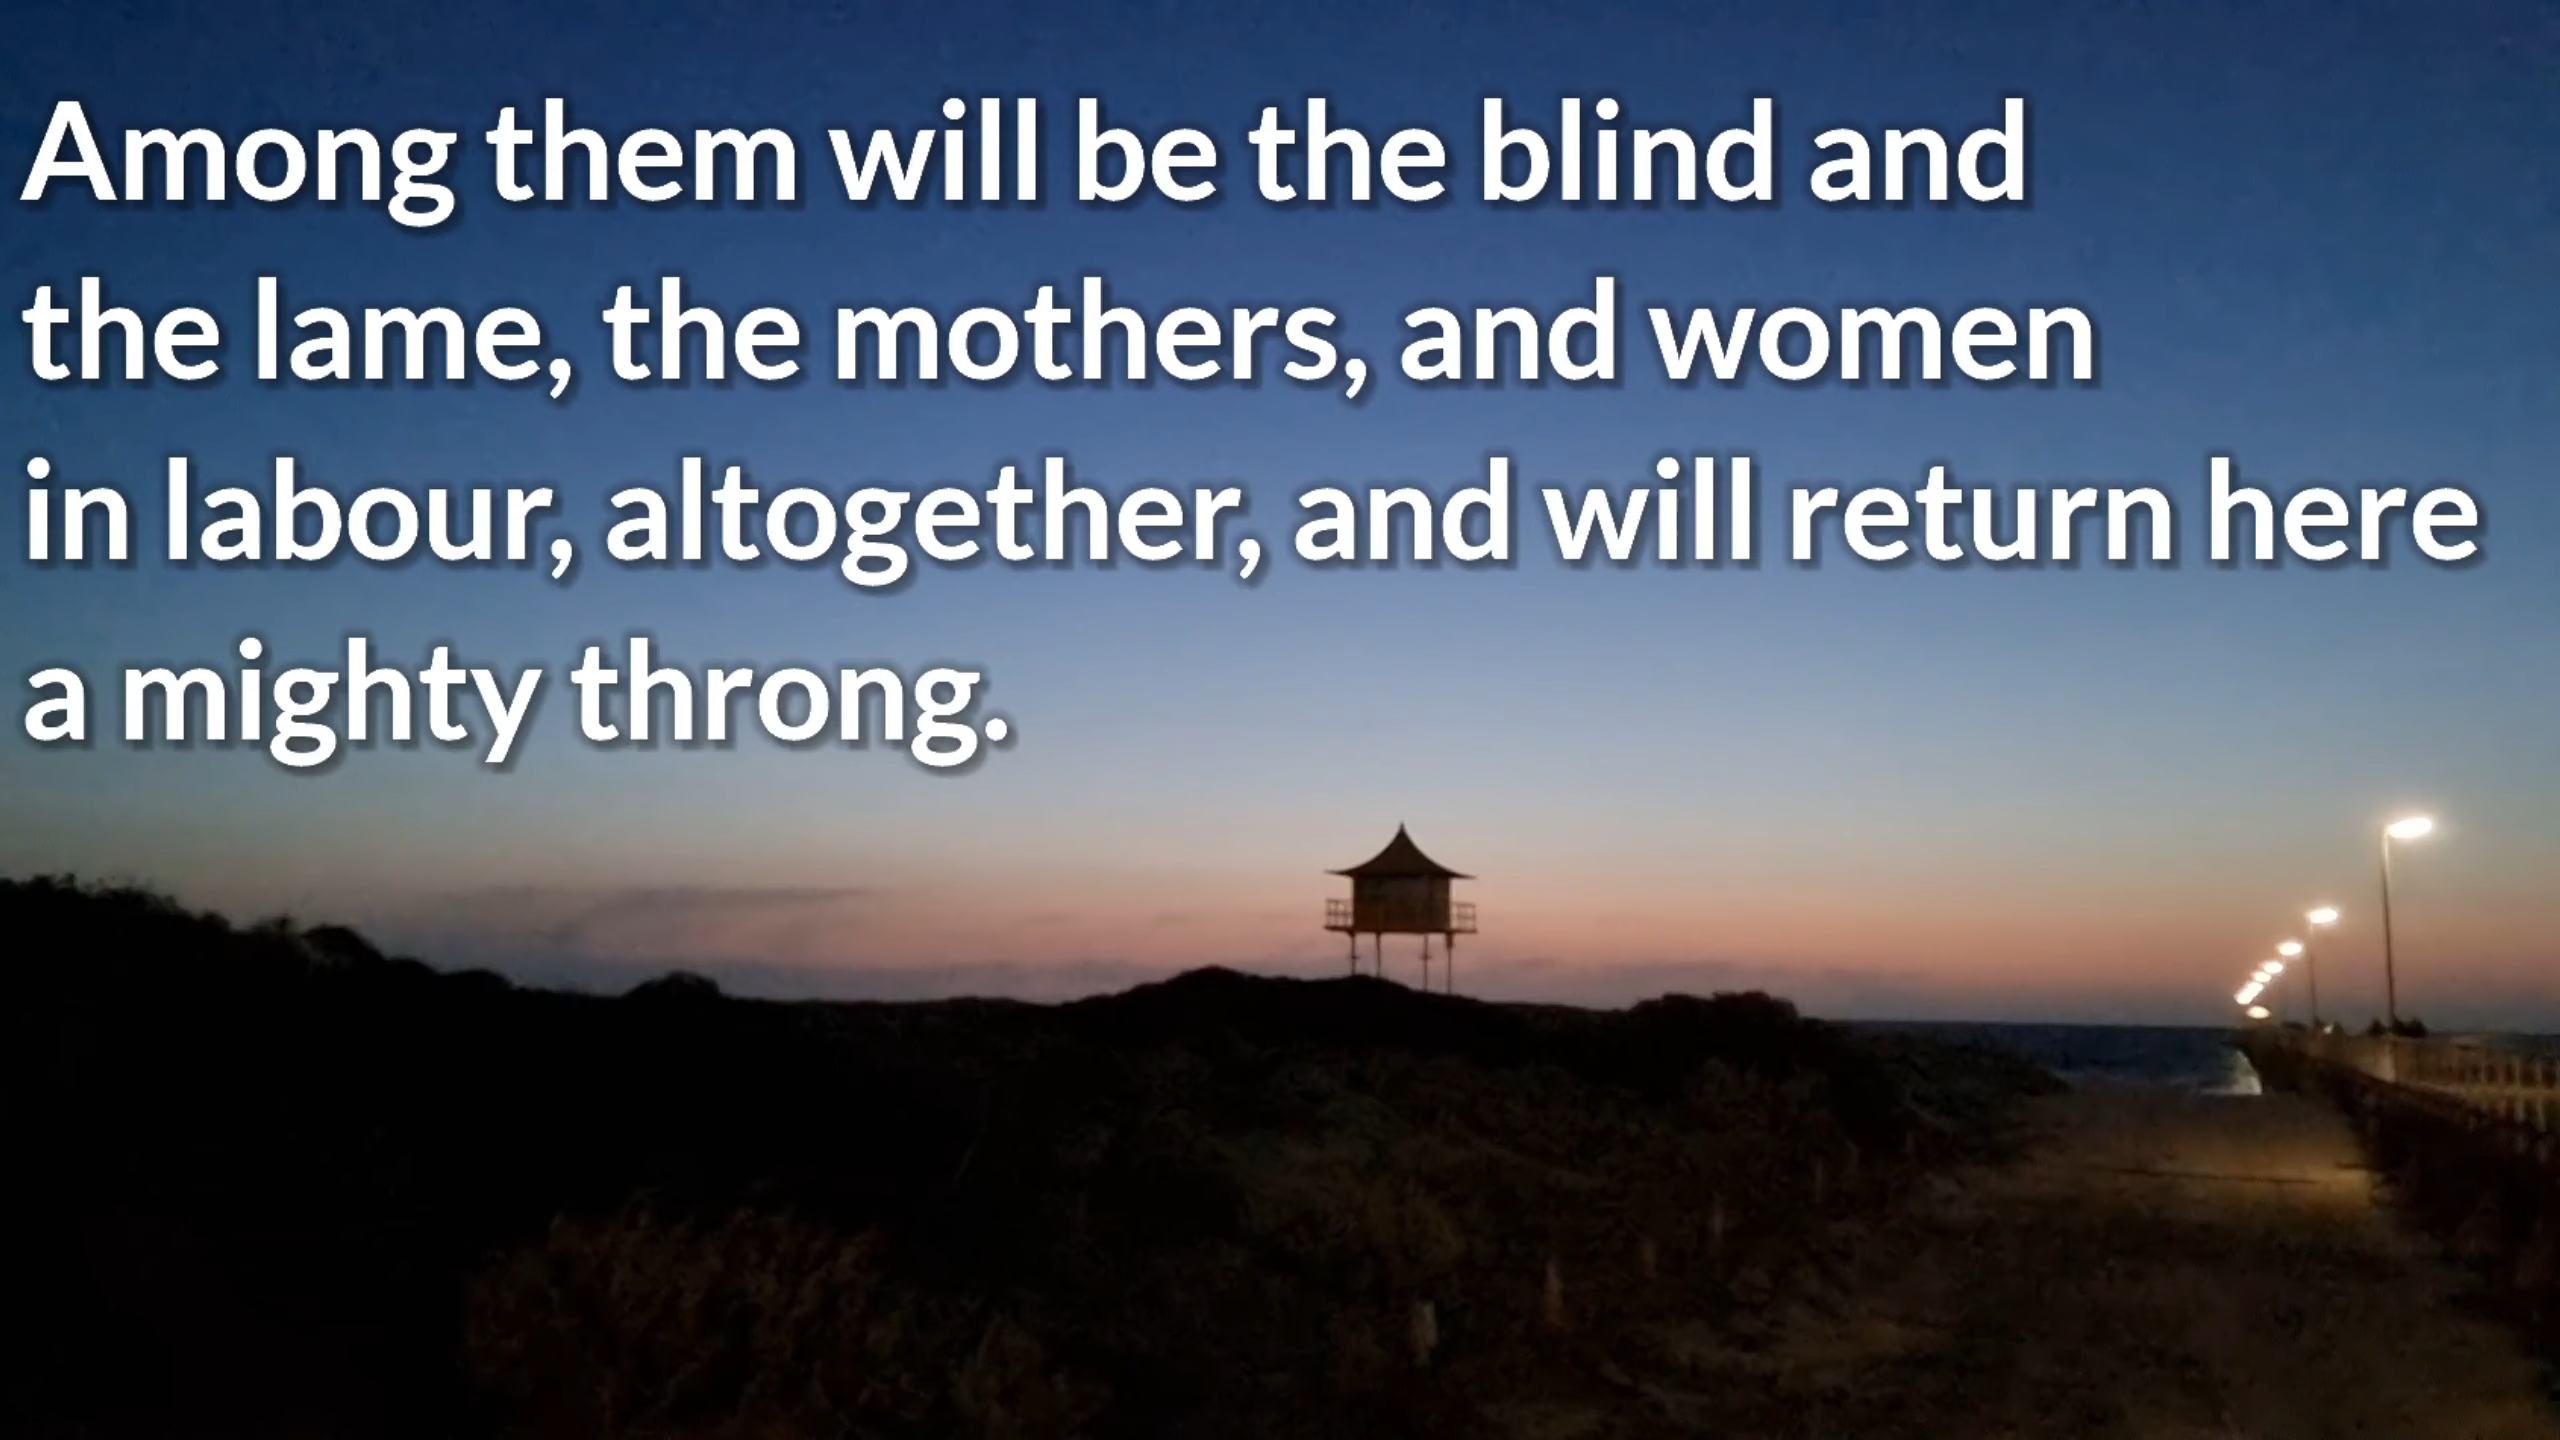 Among them will be the blind and
the lame, the mothers, and women
in labour, altogether, and will return here
a mighty throng.